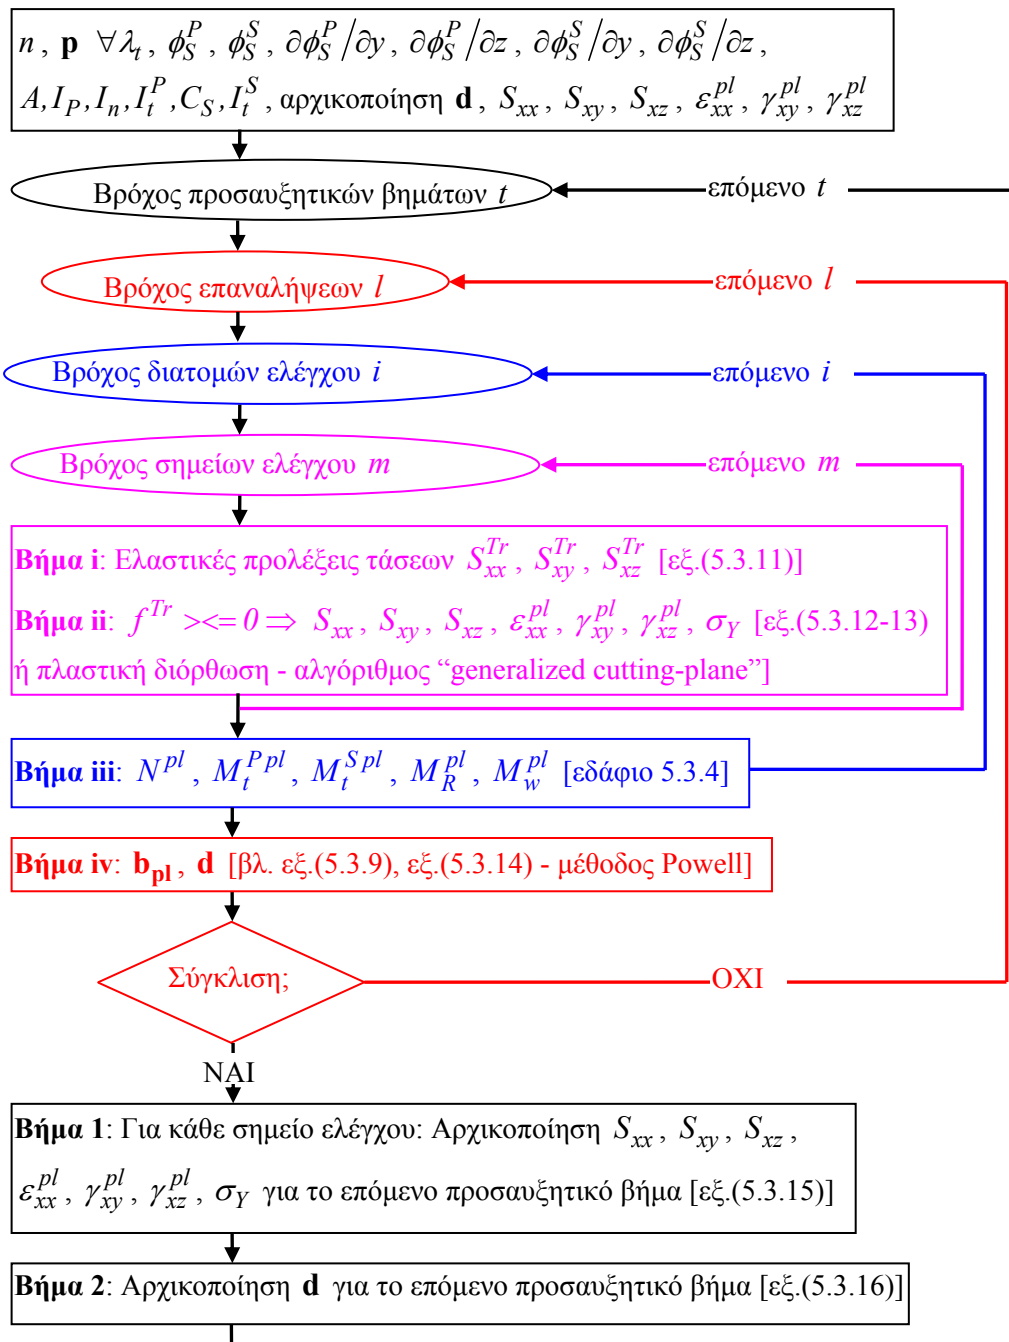 n , p ∀λ_t , ϕ_S^P , ϕ_S^S , ∂ϕ_S^P/∂y , ∂ϕ_S^P/∂z , ∂ϕ_S^S/∂y , ∂ϕ_S^S/∂z ,
A, I_P, I_n, I_t^P, C_S, I_t^S , αρχικοποίηση d , S_xx , S_xy , S_xz , ε_xx^pl , γ_xy^pl , γ_xz^pl
Βρόχος προσαυξητικών βημάτων t
επόμενο t
Βρόχος επαναλήψεων l
επόμενο l
Βρόχος διατομών ελέγχου i
επόμενο i
Βρόχος σημείων ελέγχου m
επόμενο m
Βήμα i: Ελαστικές προλέξεις τάσεων S_xx^Tr , S_xy^Tr , S_xz^Tr [εξ.(5.3.11)]
Βήμα ii: f^Tr ><= 0 ⇒ S_xx , S_xy , S_xz , ε_xx^pl , γ_xy^pl , γ_xz^pl , σ_Y [εξ.(5.3.12-13)
ή πλαστική διόρθωση - αλγόριθμος “generalized cutting-plane”]
Βήμα iii: N^pl , M_t^P pl , M_t^S pl , M_R^pl , M_w^pl [εδάφιο 5.3.4]
Βήμα iv: b_pl , d [βλ. εξ.(5.3.9), εξ.(5.3.14) - μέθοδος Powell]
Σύγκλιση;
ΟΧΙ
ΝΑΙ
Βήμα 1: Για κάθε σημείο ελέγχου: Αρχικοποίηση S_xx , S_xy , S_xz ,
ε_xx^pl , γ_xy^pl , γ_xz^pl , σ_Y για το επόμενο προσαυξητικό βήμα [εξ.(5.3.15)]
Βήμα 2: Αρχικοποίηση d για το επόμενο προσαυξητικό βήμα [εξ.(5.3.16)]